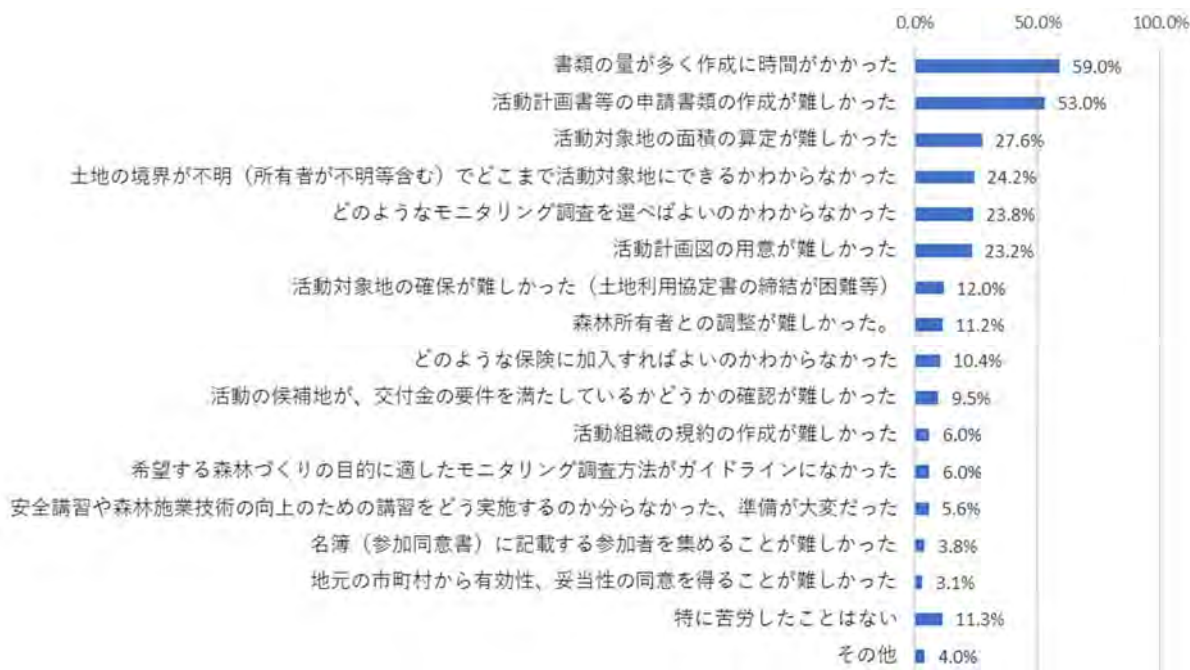 0.0% 50.0% 100.0%
書類の量が多く作成に時間がかかった 59.0%
活動計画書等の申請書類の作成が難しかった 53.0%
活動対象地の面積の算定が難しかった 27.6%
土地の境界が不明（所有者が不明等含む）でどこまで活動対象地にできるかわからなかった 24.2%
どのようなモニタリング調査を選べばよいのかわからなかった 23.8%
活動計画図の用意が難しかった 23.2%
活動対象地の確保が難しかった（土地利用協定書の締結が困難等） 12.0%
森林所有者との調整が難しかった。 11.2%
どのような保険に加入すればよいのかわからなかった 10.4%
活動の候補地が、交付金の要件を満たしているかどうかの確認が難しかった 9.5%
活動組織の規約の作成が難しかった 6.0%
希望する森林づくりの目的に適したモニタリング調査方法がガイドラインになかった 6.0%
安全講習や森林施業技術の向上のための講習をどう実施するのか分らなかった、準備が大変だった 5.6%
名簿（参加同意書）に記載する参加者を集めることが難しかった 3.8%
地元の市町村から有効性、妥当性の同意を得ることが難しかった 3.1%
特に苦労したことはない 11.3%
その他 4.0%